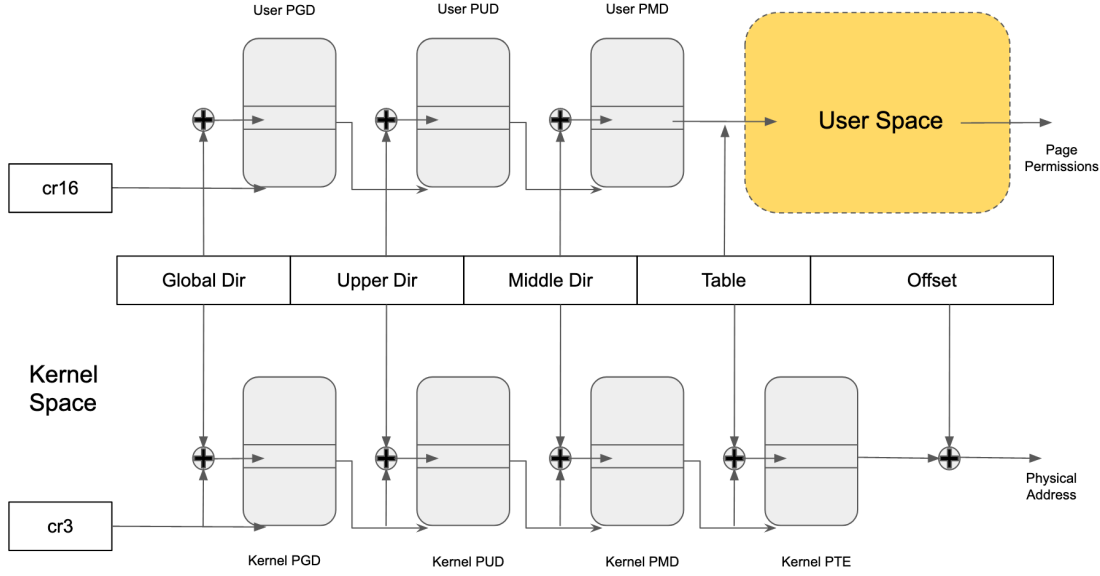 User PGD
User PUD
User PMD
User Space
Page
Permissions
cr16
Global Dir
Upper Dir
Middle Dir
Table
Offset
Kernel
Space
Physical
Address
cr3
Kernel PGD
Kernel PUD
Kernel PMD
Kernel PTE